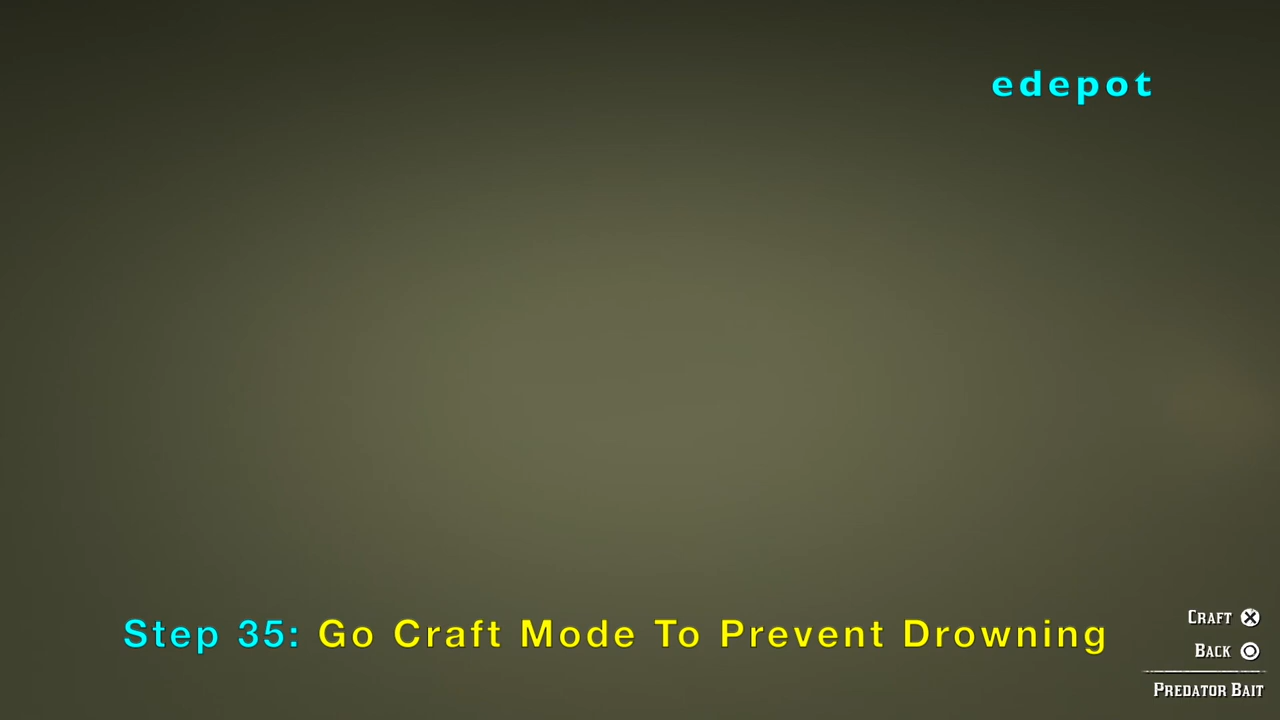 edepot
Step 35: Go Craft Mode To Prevent Drowning
Craft
Back
Predator Bait